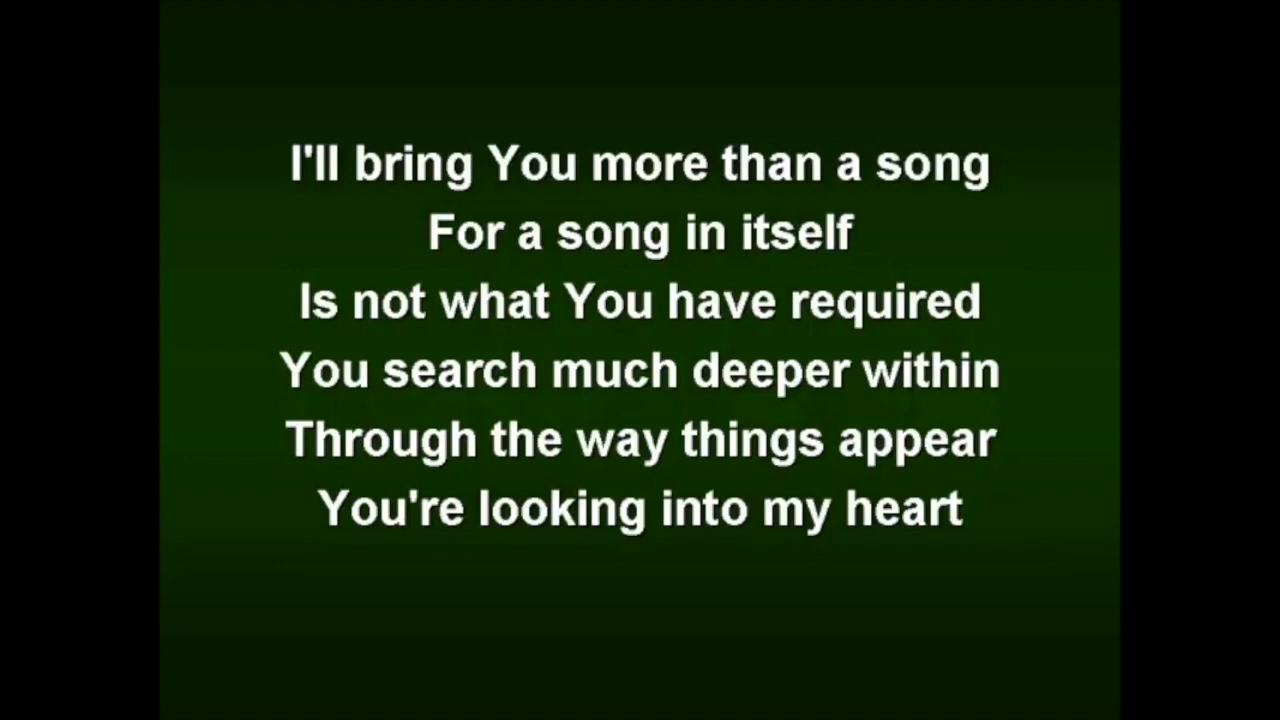 I'll bring You more than a song
For a song in itself
Is not what You have required
You search much deeper within
Through the way things appear
You're looking into my heart